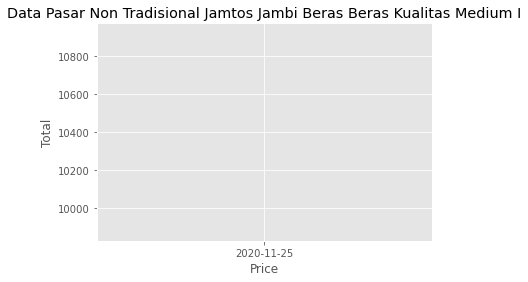 Data Pasar Non Tradisional Jamtos Jambi Beras Beras Kualitas Medium I
10800
10600
10400
10200
10000
Total
2020-11-25
Price